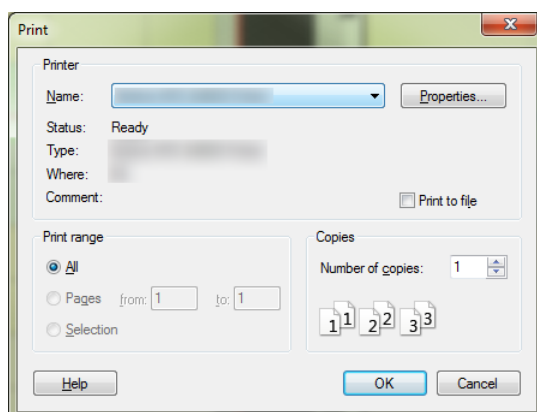 Print
Printer
Name:
Properties...
Status: Ready
Type:
Where:
Comment:
Print to file
Print range
All
Pages from: 1 to: 1
Selection
Copies
Number of copies: 1
1 1 2 2 3 3
Help
OK
Cancel